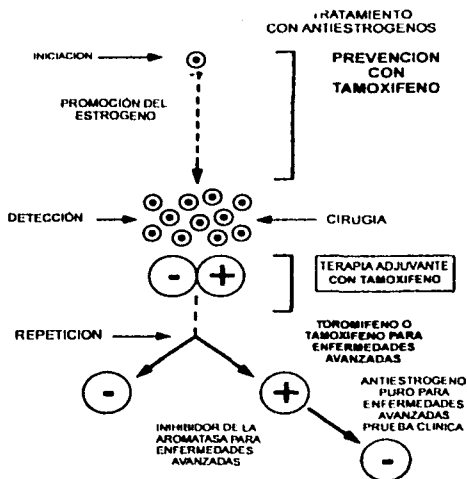 TRATAMIENTO
CON ANTIESTROGENOS
INICIACION
PREVENCION
CON
TAMOXIFENO
PROMOCIÓN DEL
ESTROGENO
DETECCIÓN
CIRUGIA
- +
TERAPIA ADJUVANTE
CON TAMOXIFENO
REPETICION
TOROMIFENO O
TAMOXIFENO PARA
ENFERMEDADES
AVANZADAS
- +
ANTIESTROGENO
PURO PARA
ENFERMEDADES
AVANZADAS
PRUEBA CLINICA
INHIBIDOR DE LA
AROMATASA PARA
ENFERMEDADES
AVANZADAS
-